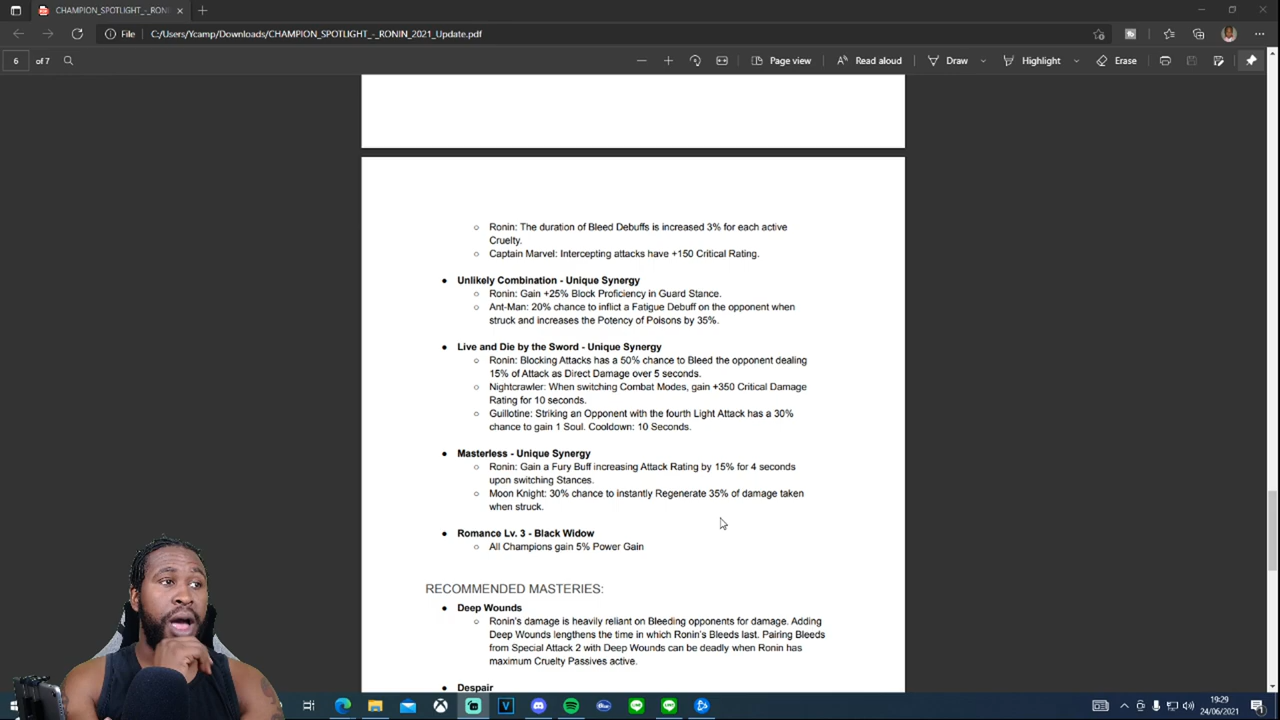 CHAMPION_SPOTLIGHT_-_RONI
File
C:/Users/Ycamp/Downloads/CHAMPION_SPOTLIGHT_-_RONIN_2021_Update.pdf
6 of 7
Page view
Read aloud
Draw
Highlight
Erase
Ronin: The duration of Bleed Debuffs is increased 3% for each active
Cruelty.
Captain Marvel: Intercepting attacks have +150 Critical Rating.
Unlikely Combination - Unique Synergy
Ronin: Gain +25% Block Proficiency in Guard Stance.
Ant-Man: 20% chance to inflict a Fatigue Debuff on the opponent when
struck and increases the Potency of Poisons by 35%.
Live and Die by the Sword - Unique Synergy
Ronin: Blocking Attacks has a 50% chance to Bleed the opponent dealing
15% of Attack as Direct Damage over 5 seconds.
Nightcrawler: When switching Combat Modes, gain +350 Critical Damage
Rating for 10 seconds.
Guillotine: Striking an Opponent with the fourth Light Attack has a 30%
chance to gain 1 Soul. Cooldown: 10 Seconds.
Masterless - Unique Synergy
Ronin: Gain a Fury Buff increasing Attack Rating by 15% for 4 seconds
upon switching Stances.
Moon Knight: 30% chance to instantly Regenerate 35% of damage taken
when struck.
Romance Lv. 3 - Black Widow
All Champions gain 5% Power Gain
RECOMMENDED MASTERIES:
Deep Wounds
Ronin's damage is heavily reliant on Bleeding opponents for damage. Adding
Deep Wounds lengthens the time in which Ronin's Bleeds last. Pairing Bleeds
from Special Attack 2 with Deep Wounds can be deadly when Ronin has
maximum Cruelty Passives active.
Despair
19:29
24/06/2021